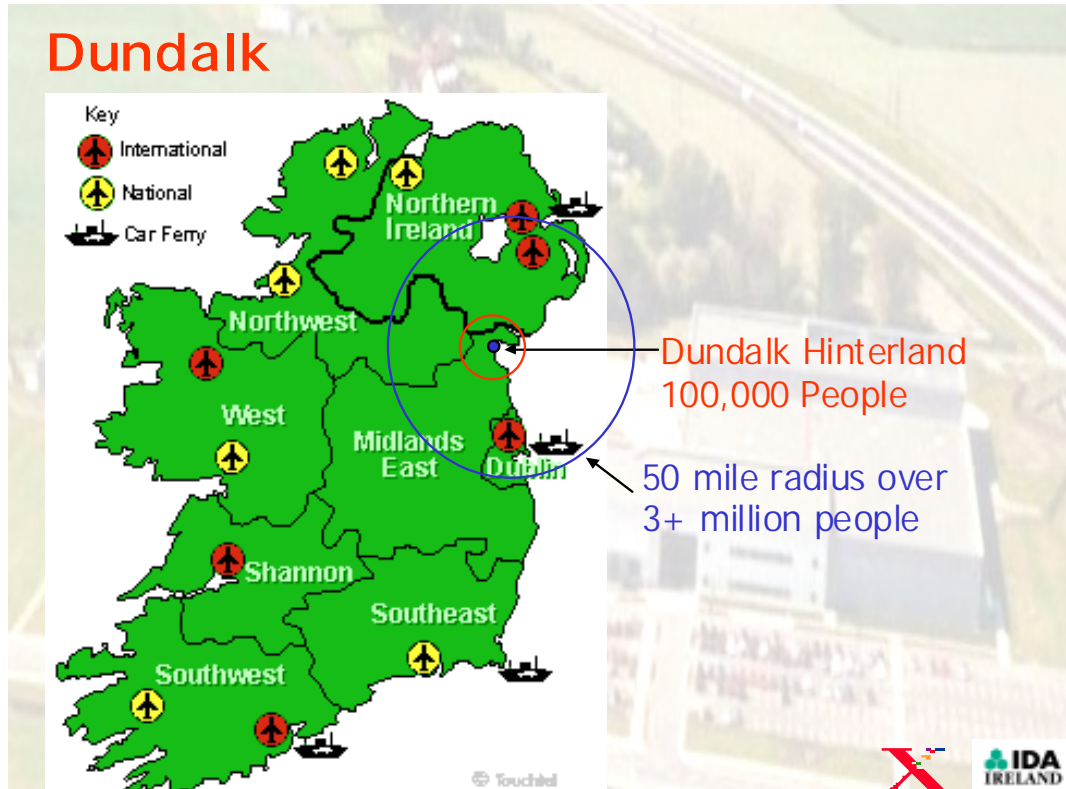 Dundalk
Key
International
National
Car Ferry
Northern
Ireland
Northwest
Dundalk Hinterland
100,000 People
West
Midlands
East
Dublin
50 mile radius over
3+ million people
Shannon
Southeast
Southwest
Touchtel
X
IDA
IRELAND